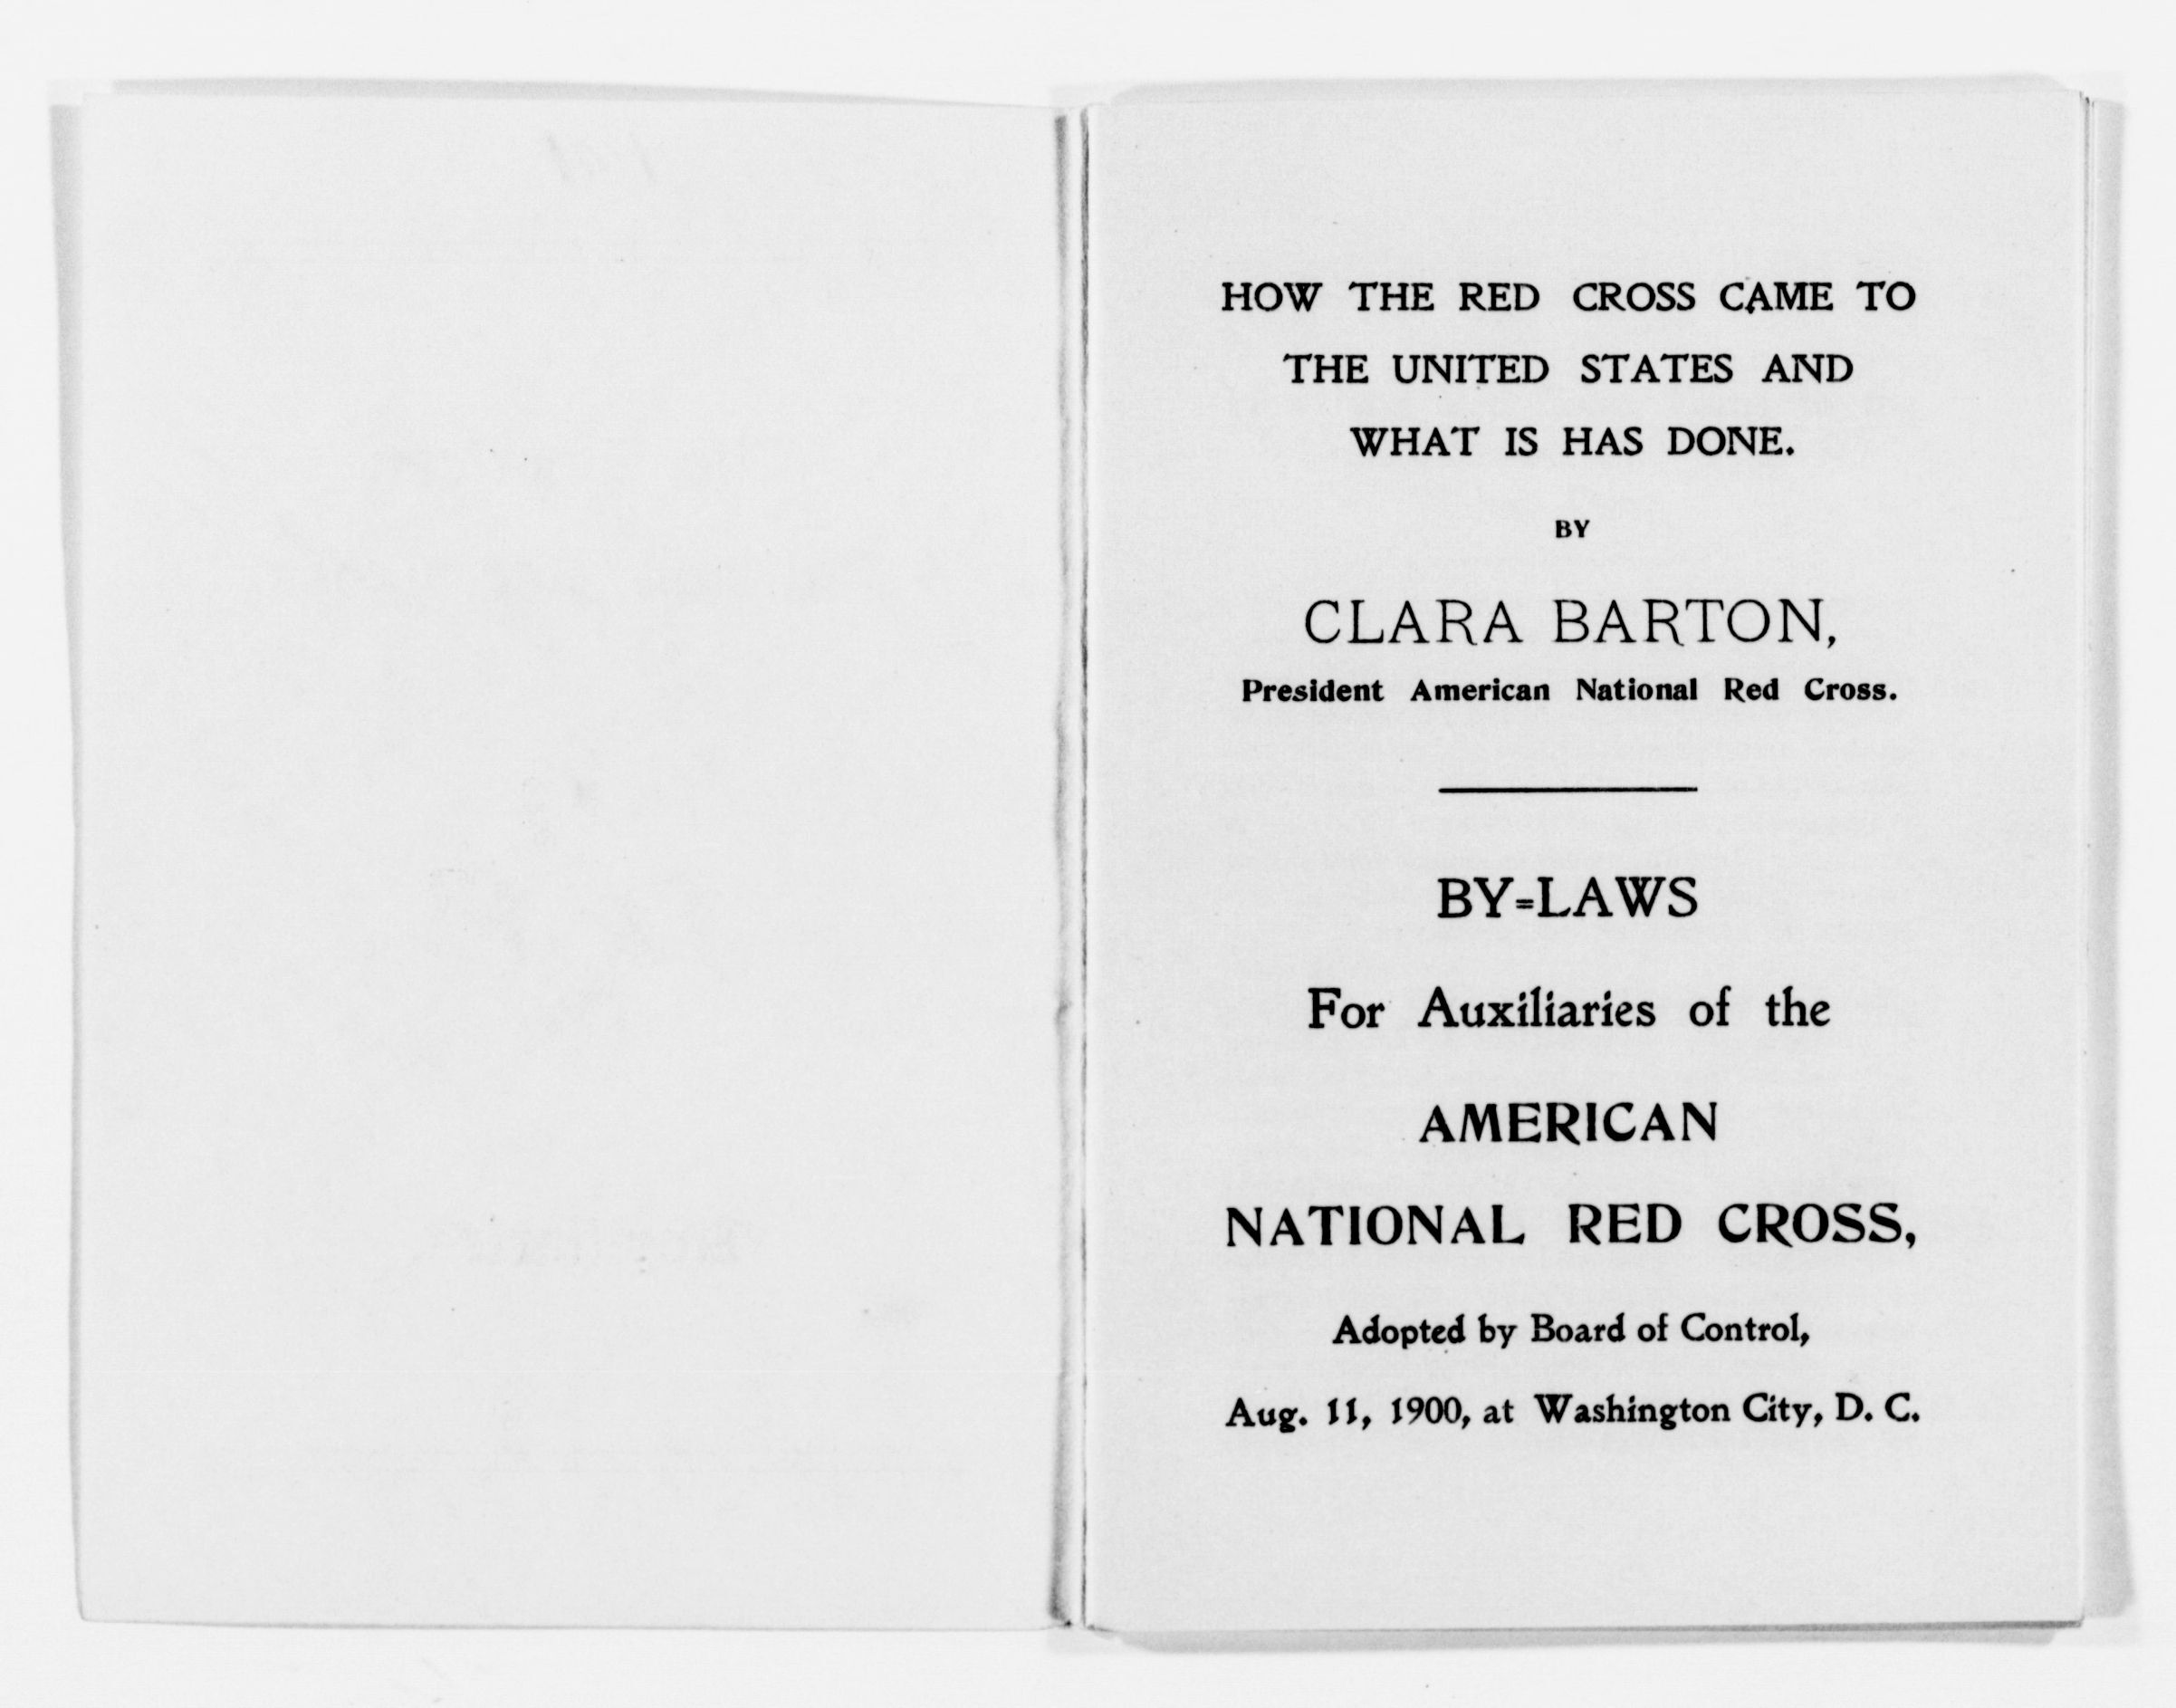 HOW THE RED CROSS CAME TO
THE UNITED STATES AND
WHAT IS HAS DONE.
BY
CLARA BARTON,
President American National Red Cross.
BY=LAWS
For Auxiliaries of the
AMERICAN
NATIONAL RED CROSS,
Adopted by Board of Control,
Aug. 11, 1900, at Washington City, D. C.